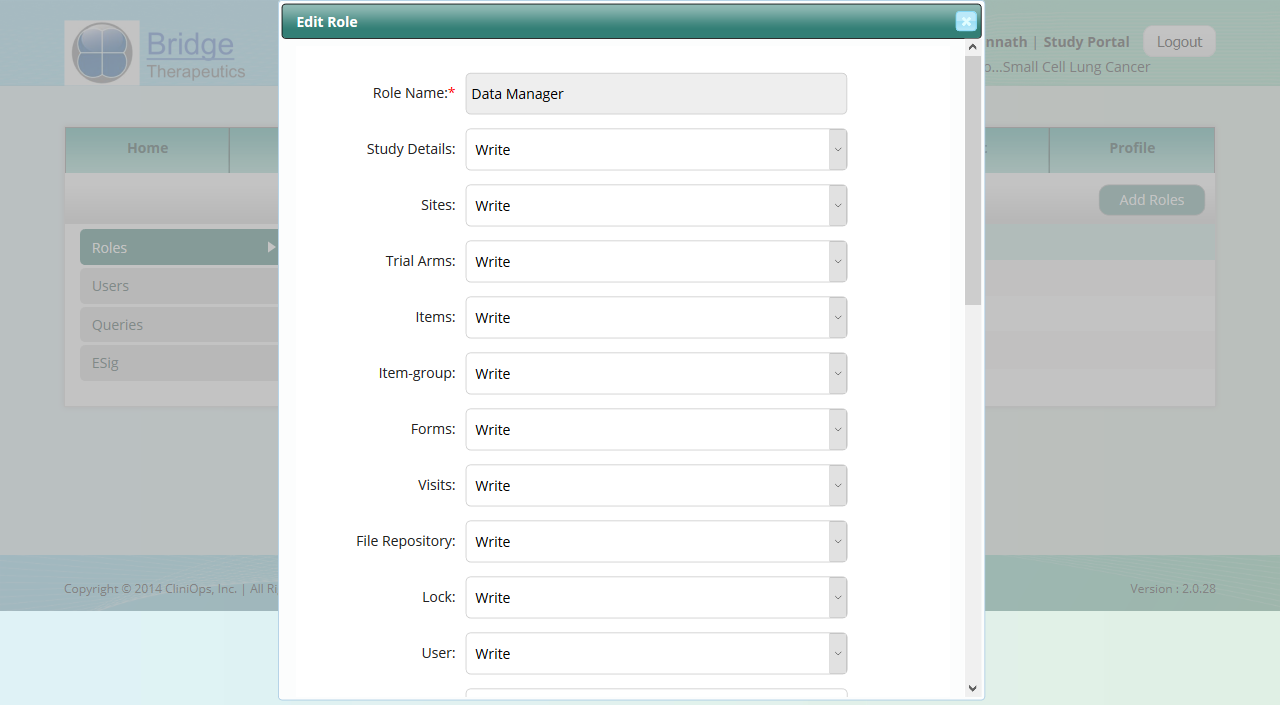 Edit Role
Bridge
Therapeutics
| Study Portal
Logout
Small Cell Lung Cancer
Home
Profile
Add Roles
Roles
Users
Queries
ESig
Role Name:*
Data Manager
Study Details:
Write
Sites:
Write
Trial Arms:
Write
Items:
Write
Item-group:
Write
Forms:
Write
Visits:
Write
File Repository:
Write
Lock:
Write
User:
Write
Copyright © 2014 CliniOps, Inc. | All
Version : 2.0.28